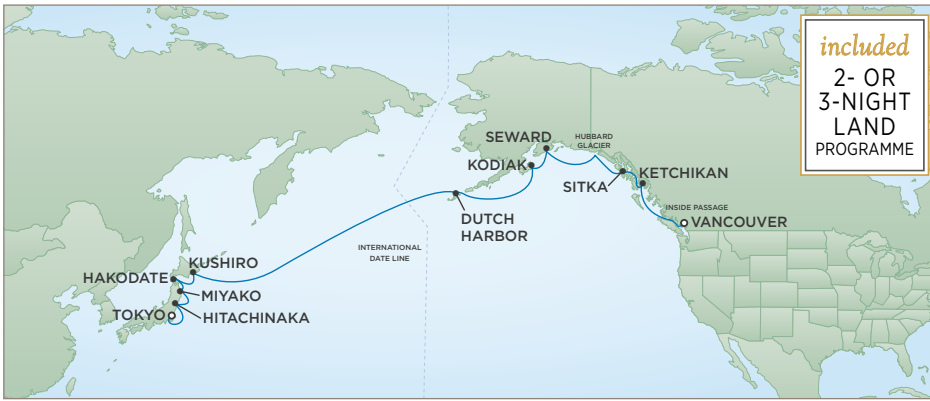 included
2- OR
3-NIGHT
LAND
PROGRAMME
SEWARD
HUBBARD
GLACIER
KODIAK
SITKA
KETCHIKAN
INSIDE PASSAGE
VANCOUVER
DUTCH
HARBOR
INTERNATIONAL
DATE LINE
KUSHIRO
HAKODATE
MIYAKO
TOKYO
HITACHINAKA